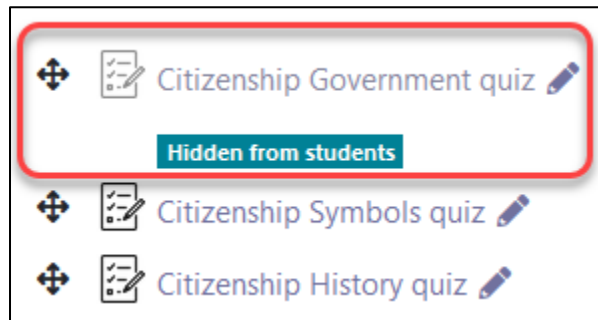 Citizenship Government quiz
Hidden from students
Citizenship Symbols quiz
Citizenship History quiz